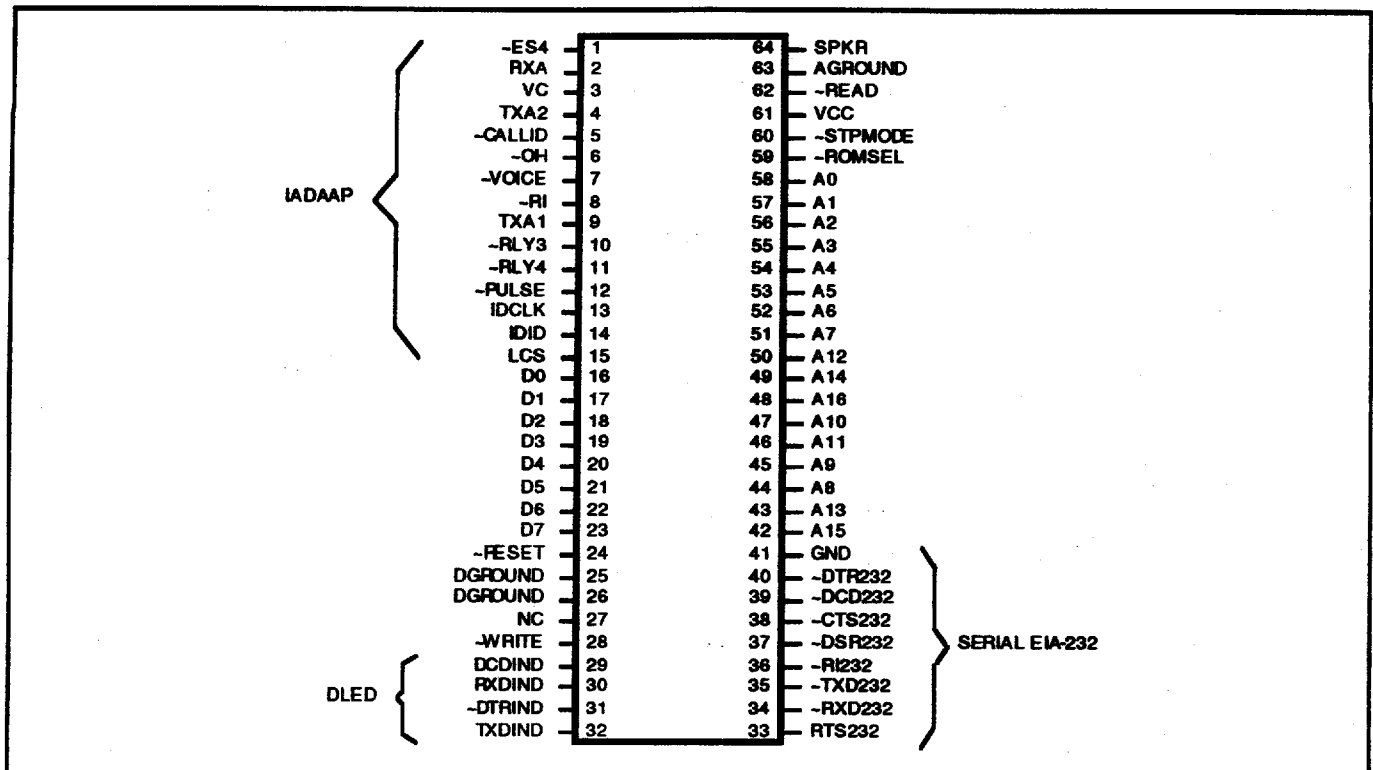 ~ES4 1 64 SPKR
RXA 2 63 AGROUND
VC 3 62 ~READ
TXA2 4 61 VCC
~CALLID 5 60 ~STPMODE
~OH 6 59 ~ROMSEL
~VOICE 7 58 A0
IADAAP
~RI 8 57 A1
TXA1 9 56 A2
~RLY3 10 55 A3
~RLY4 11 54 A4
~PULSE 12 53 A5
IDCLK 13 52 A6
IDID 14 51 A7
LCS 15 50 A12
D0 16 49 A14
D1 17 48 A16
D2 18 47 A10
D3 19 46 A11
D4 20 45 A9
D5 21 44 A8
D6 22 43 A13
D7 23 42 A15
~RESET 24 41 GND
DGROUND 25 40 ~DTR232
DGROUND 26 39 ~DCD232
NC 27 38 ~CTS232
~WRITE 28 37 ~DSR232 SERIAL EIA-232
DCDIND 29 36 ~RI232
DLED RXDIND 30 35 ~TXD232
~DTRIND 31 34 ~RXD232
TXDIND 32 33 RTS232